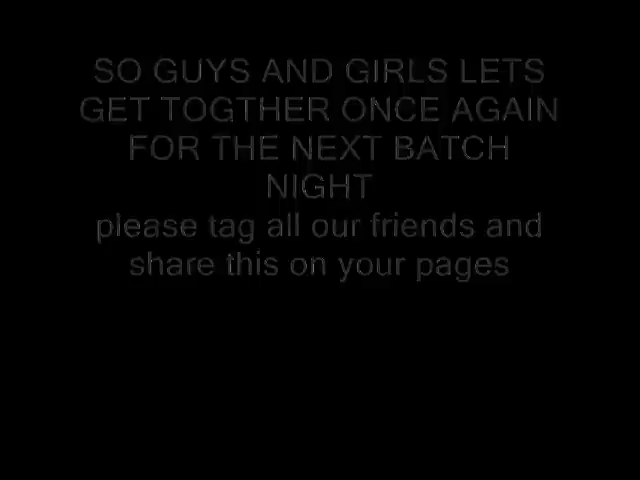 SO GUYS AND GIRLS LETS
GET TOGTHER ONCE AGAIN
FOR THE NEXT BATCH
NIGHT
please tag all our friends and
share this on your pages